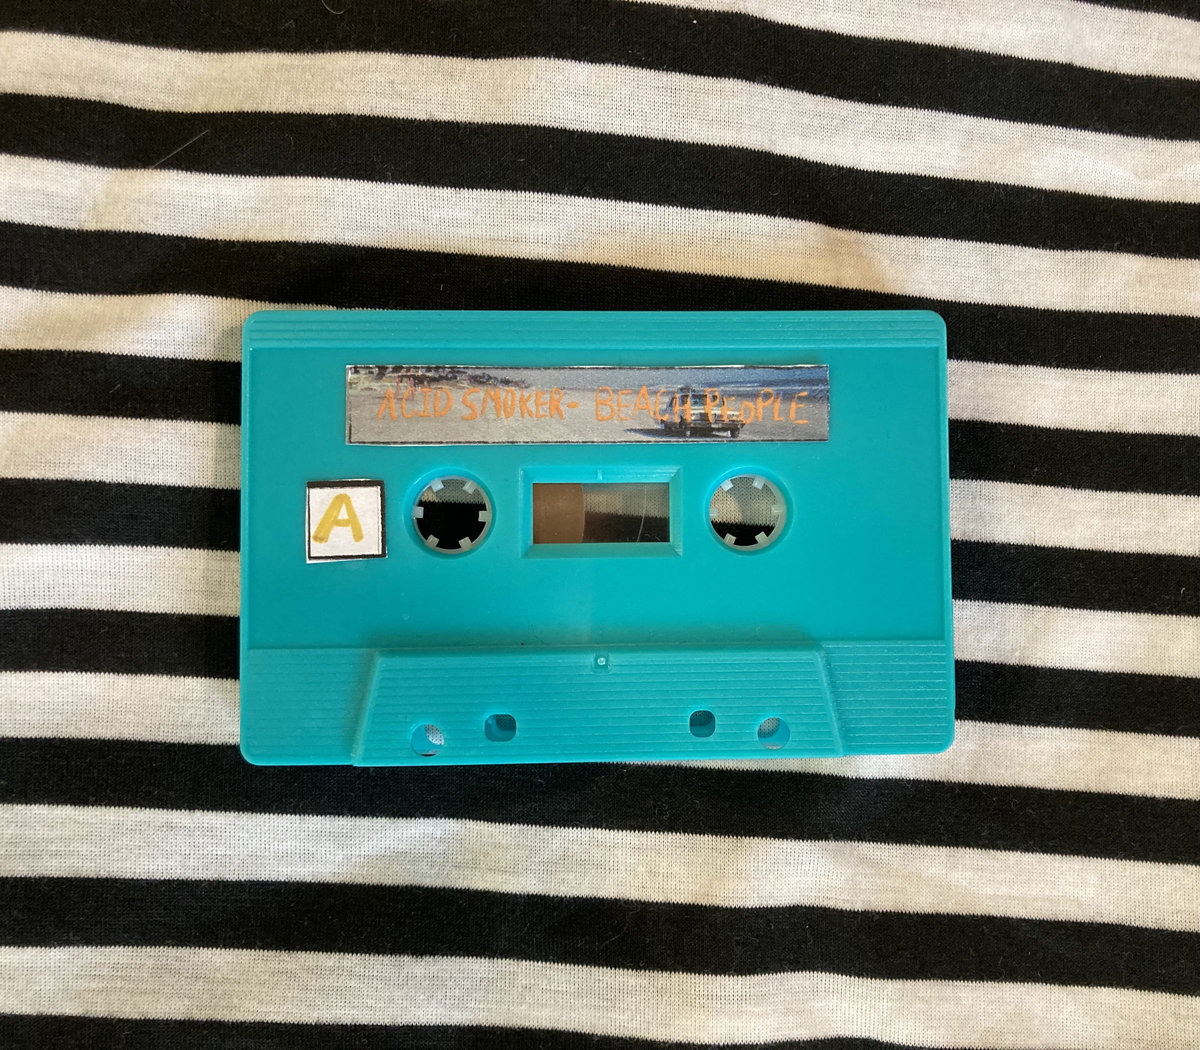 ACID SMOKER- BEACH PEOPLE
A